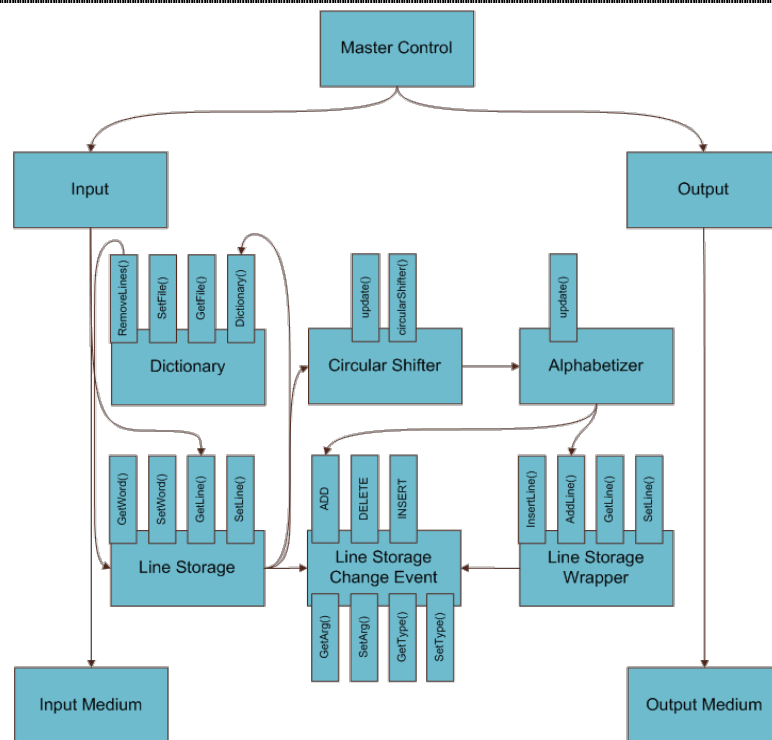 Master Control
Input
Output
RemoveLines()
SetFile()
GetFile()
Dictionary()
Dictionary
update()
circularShifter()
Circular Shifter
update()
Alphabetizer
GetWord()
SetWord()
GetLine()
SetLine()
Line Storage
ADD
DELETE
INSERT
Line Storage
Change Event
GetArg()
SetArg()
GetType()
SetType()
InsertLine()
AddLine()
GetLine()
SetLine()
Line Storage
Wrapper
Input Medium
Output Medium